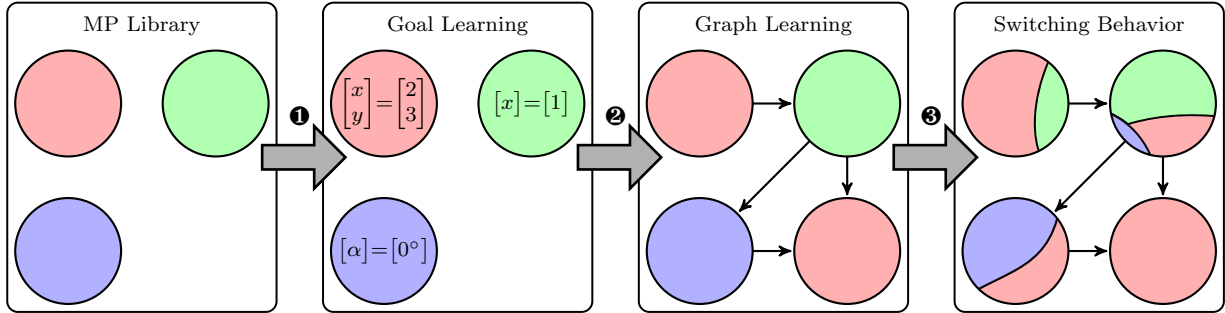 MP Library
Goal Learning
Graph Learning
Switching Behavior
❶
❷
❸
[x y]=[2 3]
[x]=[1]
[α]=[0°]